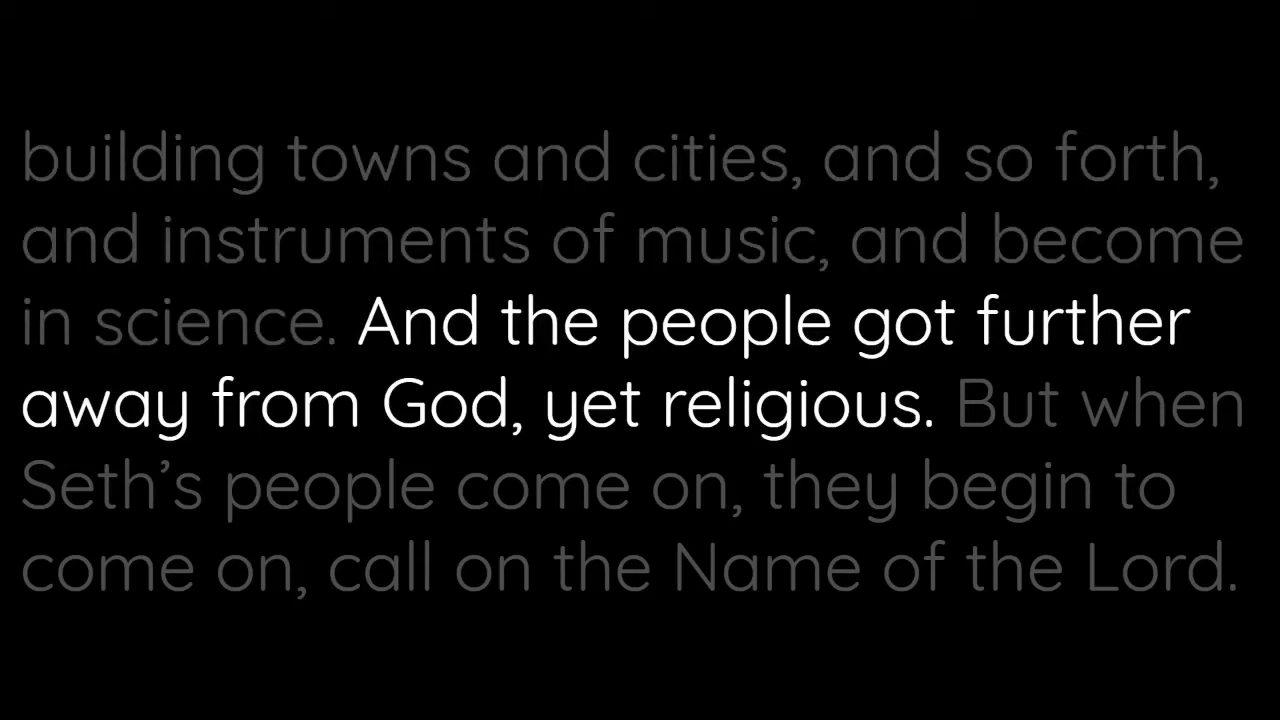 building towns and cities, and so forth,
and instruments of music, and become
in science. And the people got further
away from God, yet religious. But when
Seth’s people come on, they begin to
come on, call on the Name of the Lord.